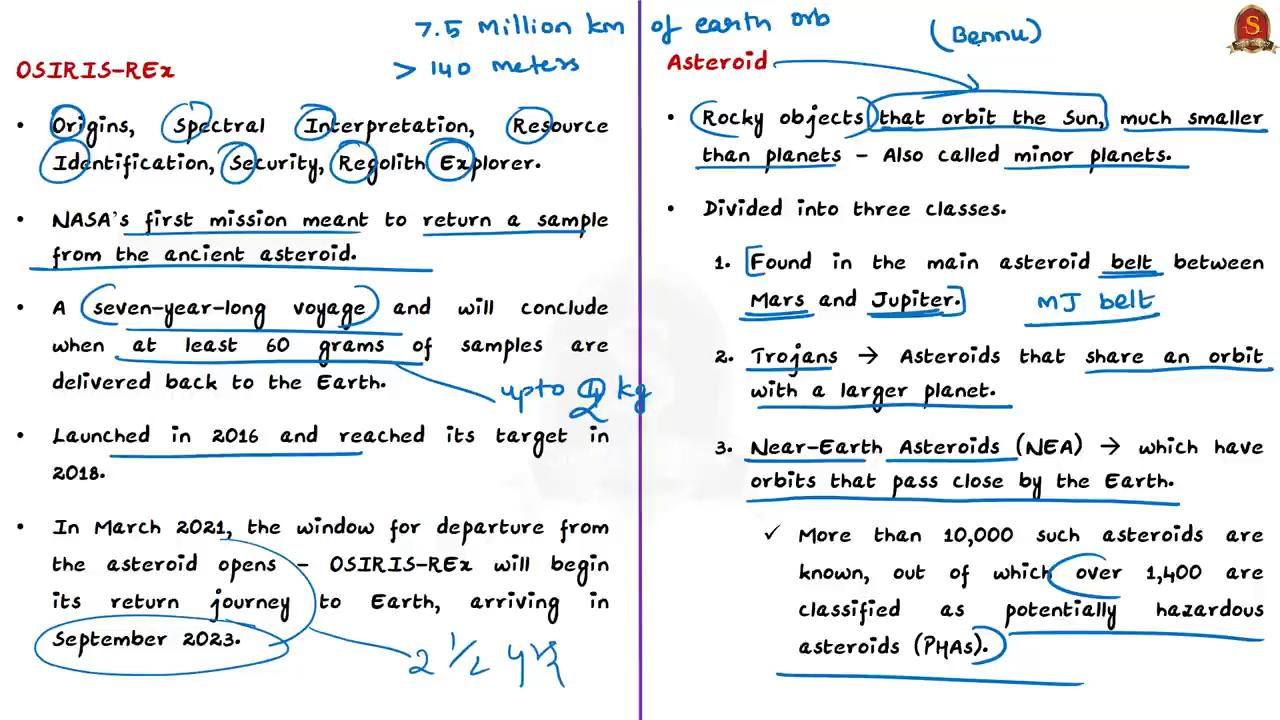 7.5 Million km of earth orb
> 140 meters
(Bennu)
OSIRIS-REx
• Origins, Spectral Interpretation, Resource
Identification, Security, Regolith Explorer.
• NASA's first mission meant to return a sample
from the ancient asteroid.
• A seven-year-long voyage and will conclude
when at least 60 grams of samples are
delivered back to the Earth.
upto 2 kg
• Launched in 2016 and reached its target in
2018.
• In March 2021, the window for departure from
the asteroid opens - OSIRIS-REx will begin
its return journey to Earth, arriving in
September 2023.
2 1/2 yrs
Asteroid
• Rocky objects that orbit the Sun, much smaller
than planets - Also called minor planets.
• Divided into three classes.
1. Found in the main asteroid belt between
Mars and Jupiter.
MJ belt
2. Trojans → Asteroids that share an orbit
with a larger planet.
3. Near-Earth Asteroids (NEA) → which have
orbits that pass close by the Earth.
✓ More than 10,000 such asteroids are
known, out of which over 1,400 are
classified as potentially hazardous
asteroids (PHAs).
S